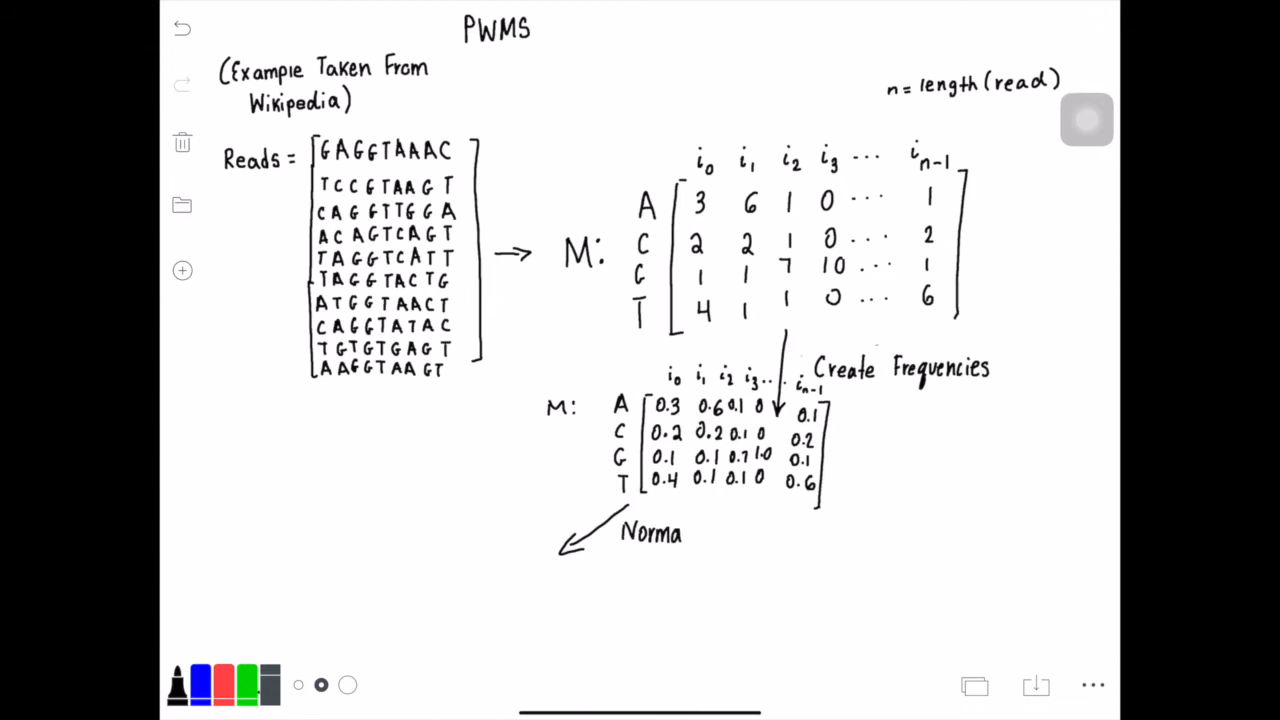 PWMS
(Example Taken From
Wikipedia)
n = length(read)
Reads =
GAGGTAAAC
TCCGTAAGT
CAGGTTGGA
ACAGTCAGT
TAGGTCATT
TAGGTACTG
ATGGTAACT
CAGGTATAC
TGTGTGAGT
AAGGTAAGT
M:
i0 i1 i2 i3 ... in-1
A 3 6 1 0 ... 1
C 2 2 1 0 ... 2
G 1 1 7 10 ... 1
T 4 1 1 0 ... 6
Create Frequencies
M:
i0 i1 i2 i3 ... in-1
A 0.3 0.6 0.1 0 0.1
C 0.2 0.2 0.1 0 0.2
G 0.1 0.1 0.7 1.0 0.1
T 0.4 0.1 0.1 0 0.6
Norma